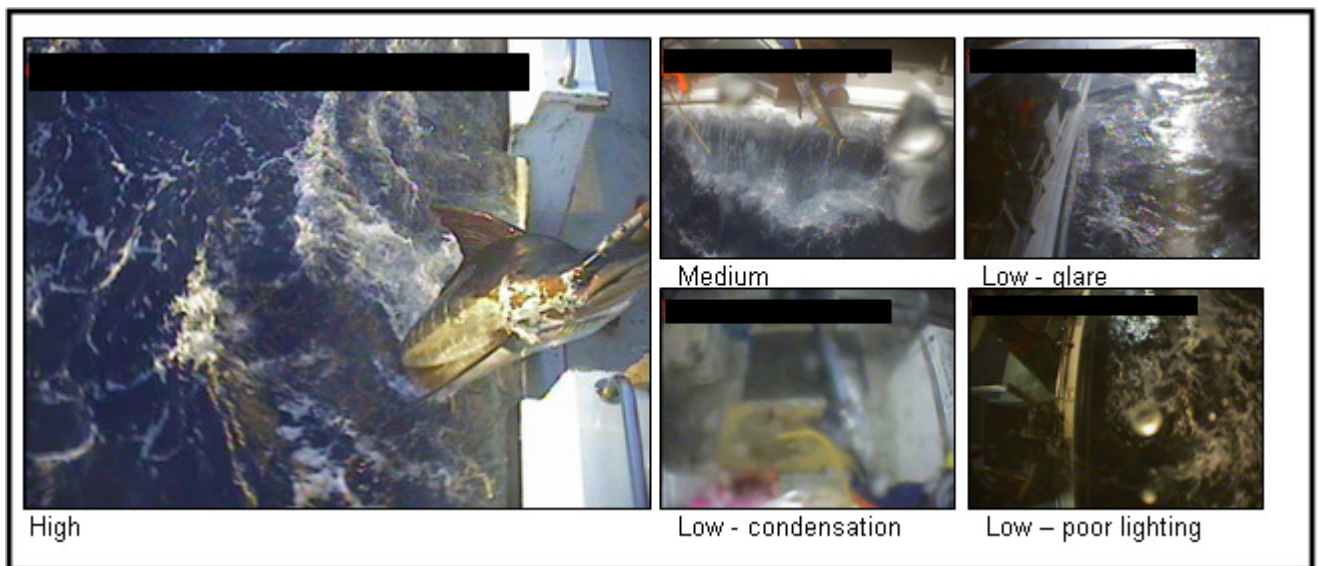 Medium
Low - glare
High
Low - condensation
Low – poor lighting